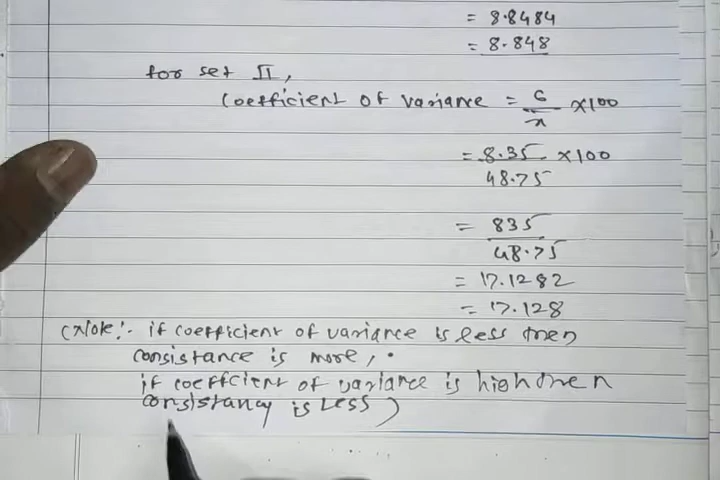 = 8.8484
= 8.848
for set II,
Coefficient of variance = σ/x̄ ×100
= 8.35/48.75 ×100
= 835/48.75
= 17.1282
= 17.128
(Note:- if coefficient of variance is less then
consistance is more,
if coeffcient of variance is high then
consistancy is Less)